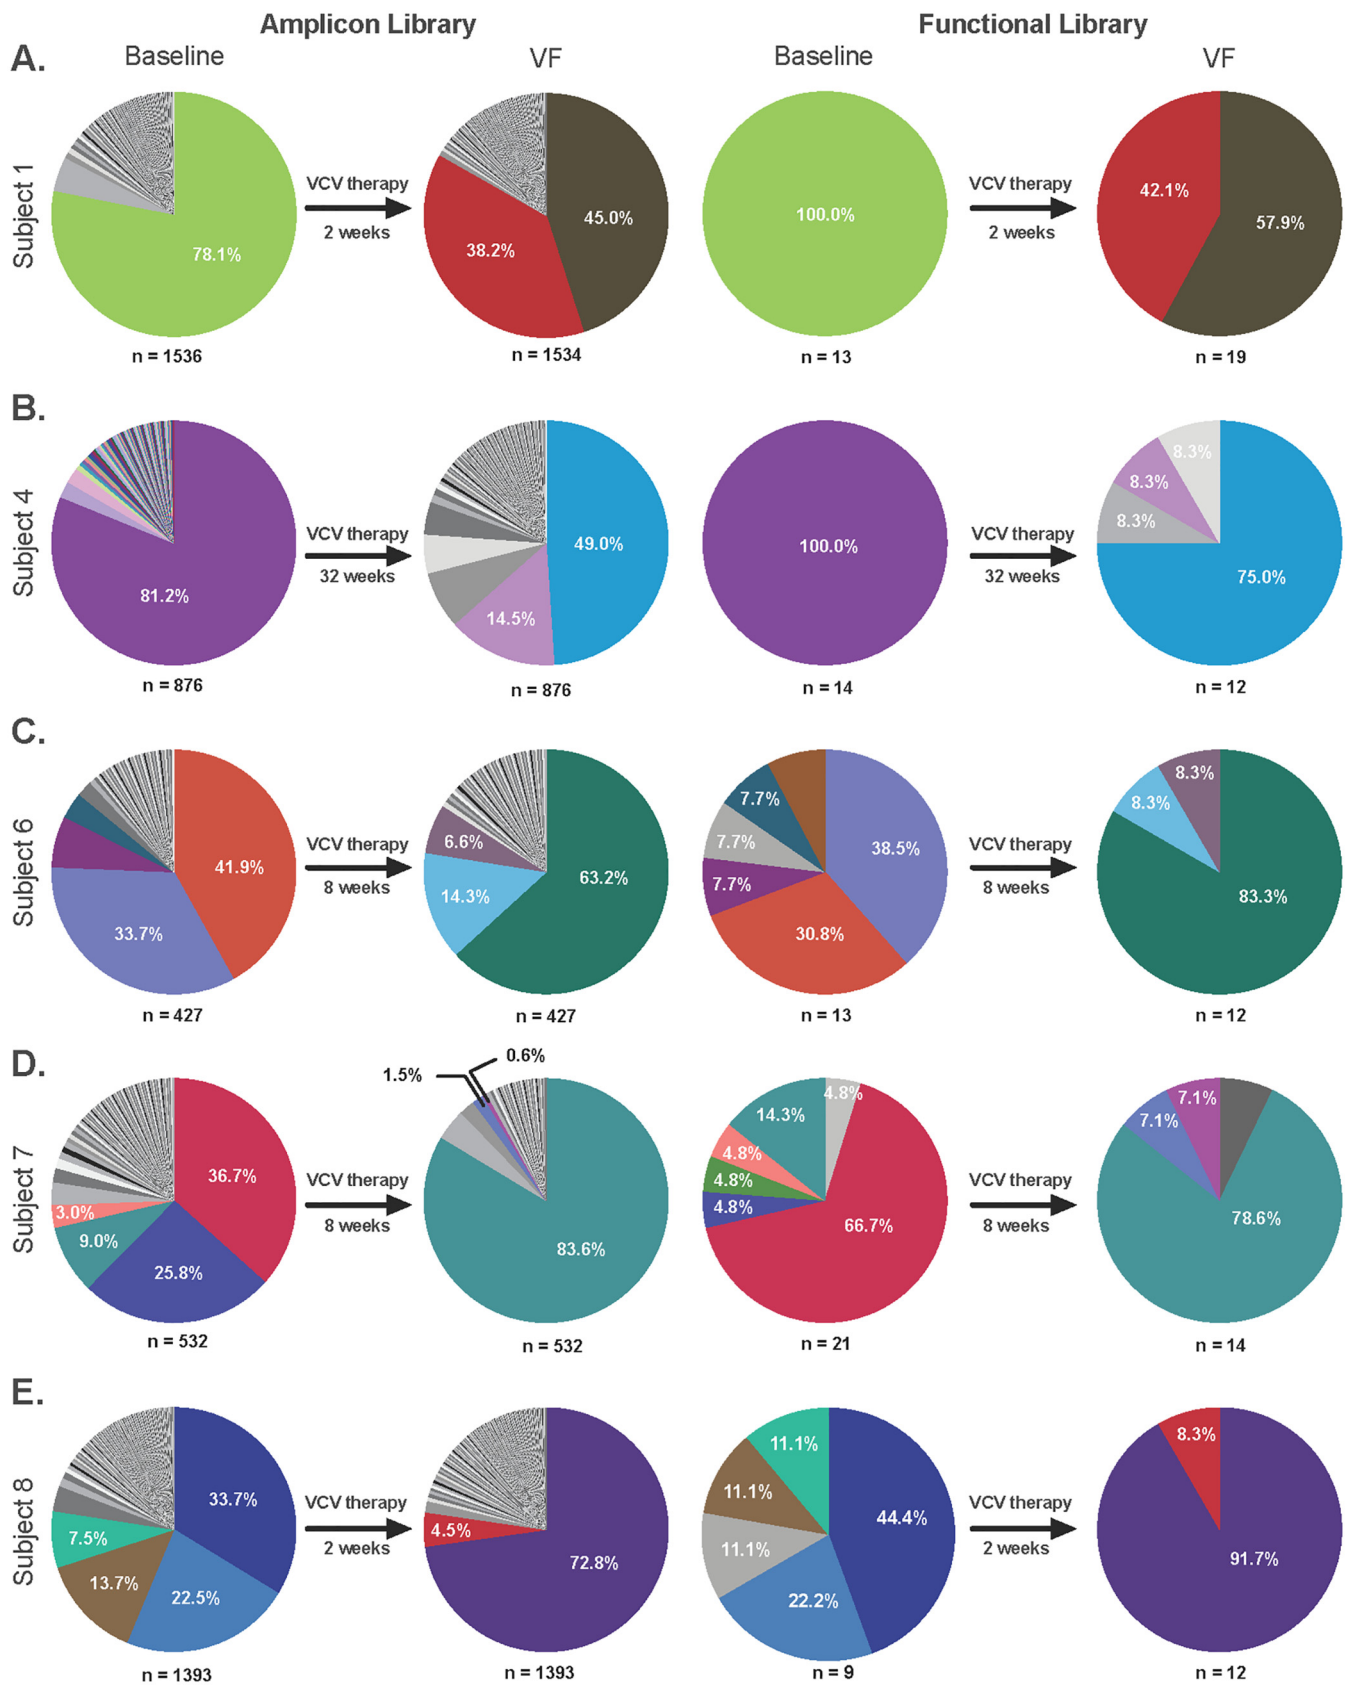 Amplicon Library
Functional Library
A.
Baseline
VF
Baseline
VF
Subject 1
78.1%
VCV therapy
2 weeks
45.0%
38.2%
100.0%
VCV therapy
2 weeks
42.1%
57.9%
n = 1536
n = 1534
n = 13
n = 19
B.
Subject 4
81.2%
VCV therapy
32 weeks
49.0%
14.5%
100.0%
VCV therapy
32 weeks
8.3%
8.3%
8.3%
75.0%
n = 876
n = 876
n = 14
n = 12
C.
Subject 6
41.9%
33.7%
VCV therapy
8 weeks
6.6%
14.3%
63.2%
7.7%
7.7%
7.7%
38.5%
30.8%
VCV therapy
8 weeks
8.3%
8.3%
83.3%
n = 427
n = 427
n = 13
n = 12
D.
Subject 7
36.7%
3.0%
9.0%
25.8%
VCV therapy
8 weeks
1.5%
0.6%
83.6%
4.8%
14.3%
4.8%
4.8%
4.8%
66.7%
VCV therapy
8 weeks
7.1%
7.1%
78.6%
n = 532
n = 532
n = 21
n = 14
E.
Subject 8
33.7%
7.5%
13.7%
22.5%
VCV therapy
2 weeks
4.5%
72.8%
11.1%
11.1%
11.1%
44.4%
22.2%
VCV therapy
2 weeks
8.3%
91.7%
n = 1393
n = 1393
n = 9
n = 12